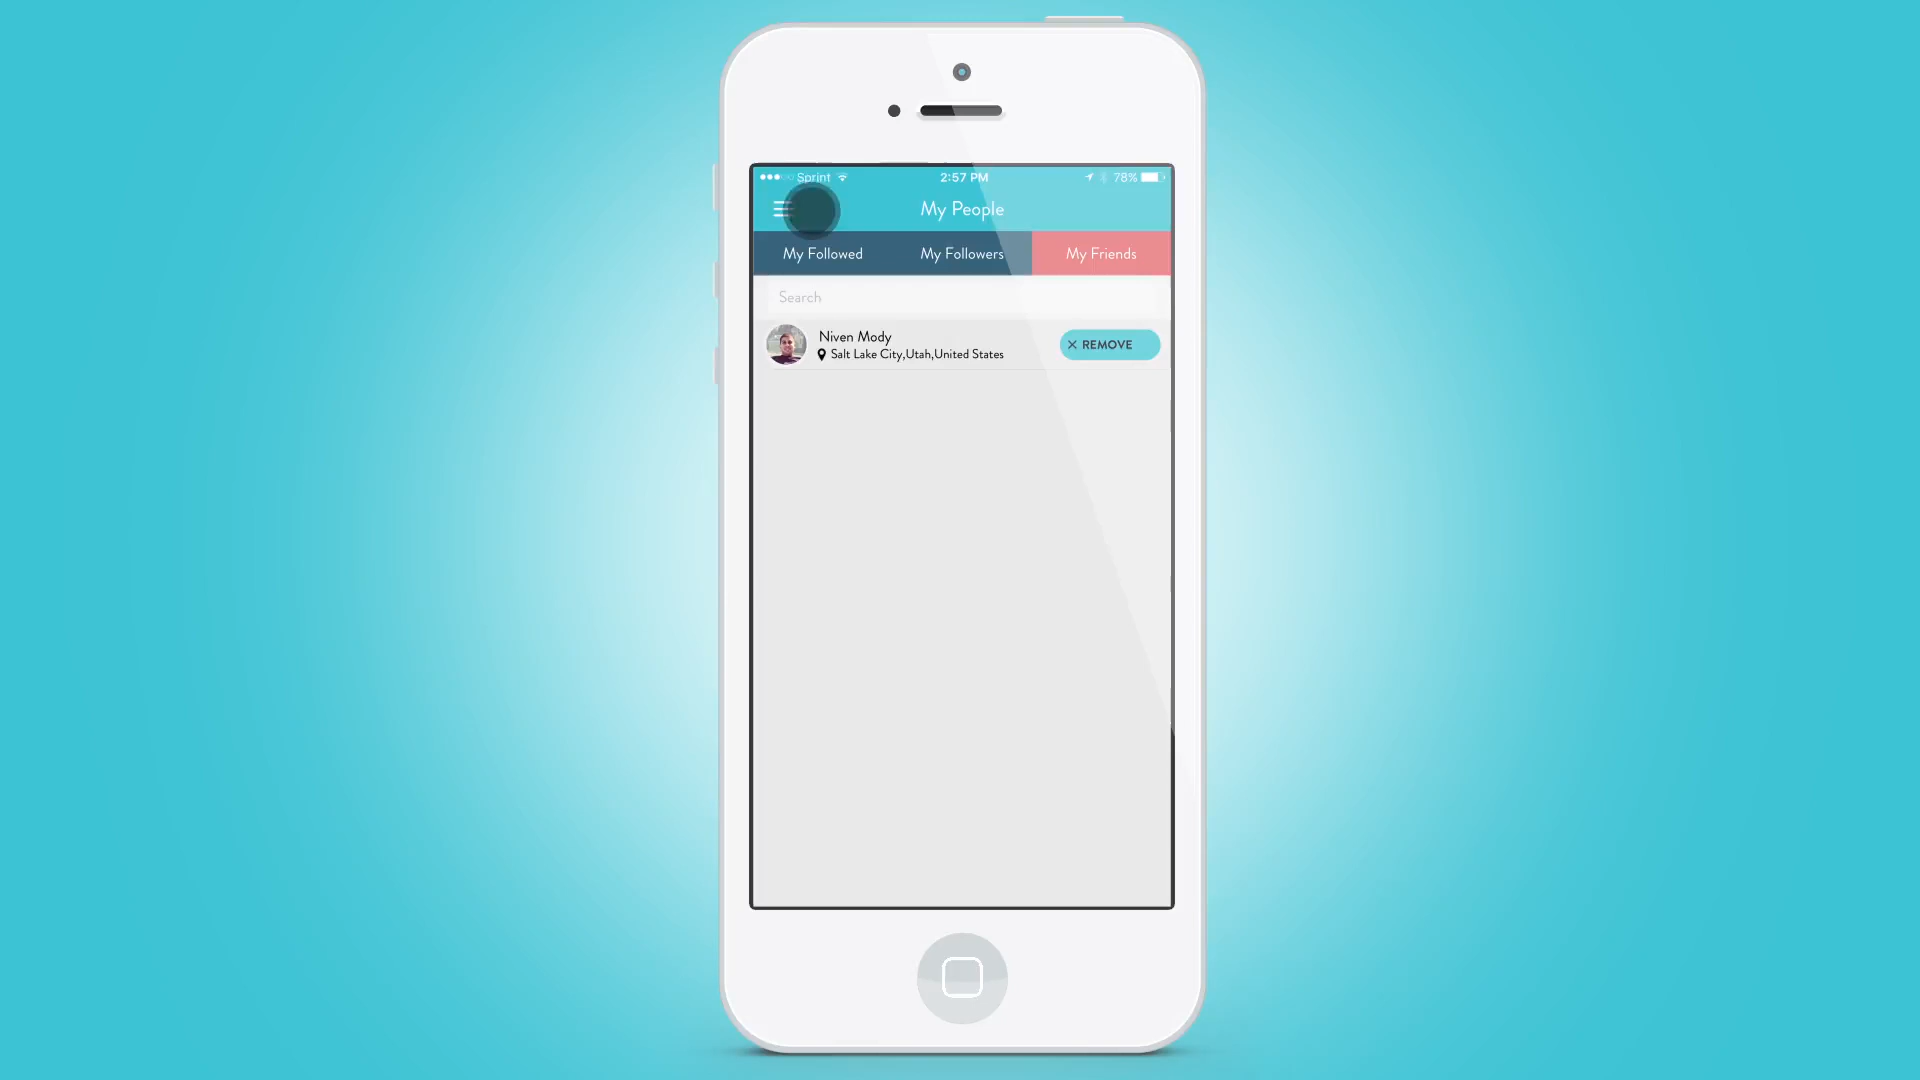 Sprint 2:57 PM 78%
My People
My Followed My Followers My Friends
Search
Niven Mody
Salt Lake City,Utah,United States
× REMOVE